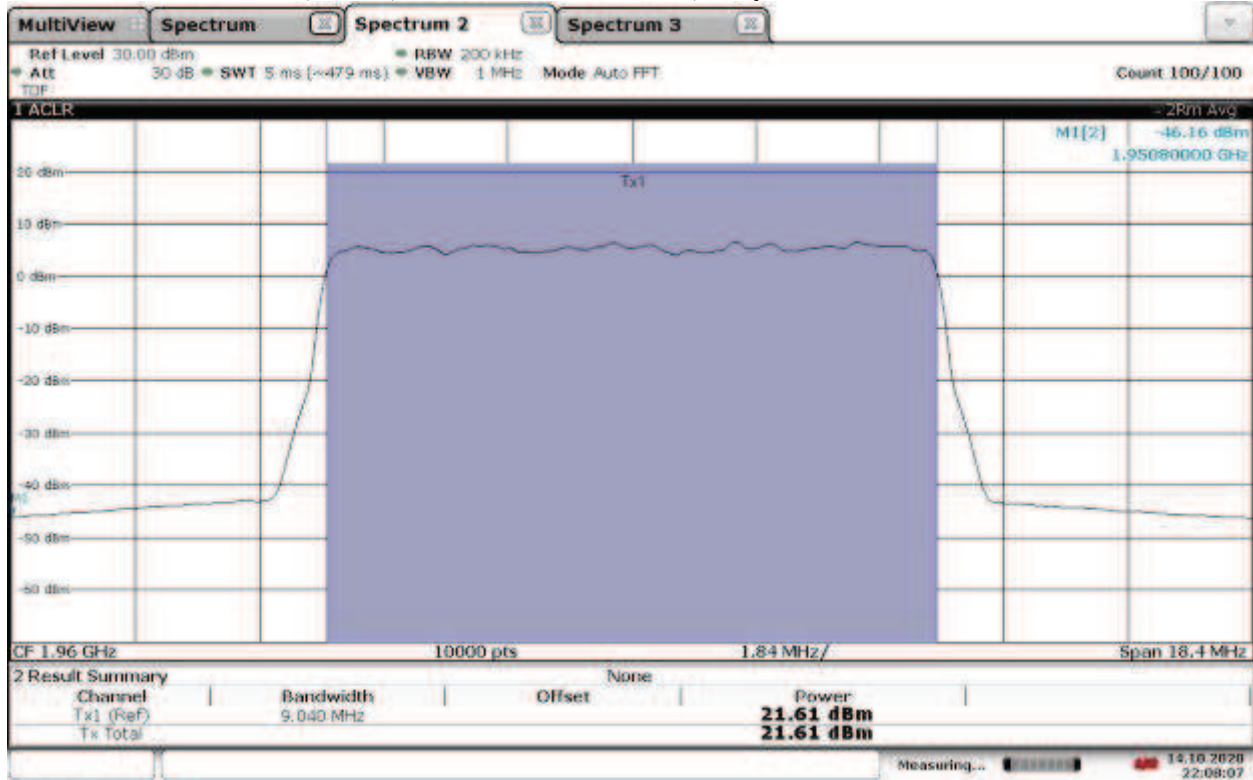 MultiView Spectrum Spectrum 2 Spectrum 3
Ref Level 30.00 dBm RBW 200 kHz
Att 30 dB SWT 5 ms (~479 ms) VBW 1 MHz Mode Auto FFT Count 100/100
TDF
1 ACLR 2Rm Avg
M1[2] -46.16 dBm
1.95080000 GHz
20 dBm
Tx1
10 dBm
0 dBm
-10 dBm
-20 dBm
-30 dBm
-40 dBm
M1
-50 dBm
-60 dBm
CF 1.96 GHz 10000 pts 1.84 MHz/ Span 18.4 MHz
2 Result Summary None
Channel Bandwidth Offset Power
Tx1 (Ref) 9.040 MHz 21.61 dBm
Tx Total 21.61 dBm
Measuring... 14.10.2020
22:08:07